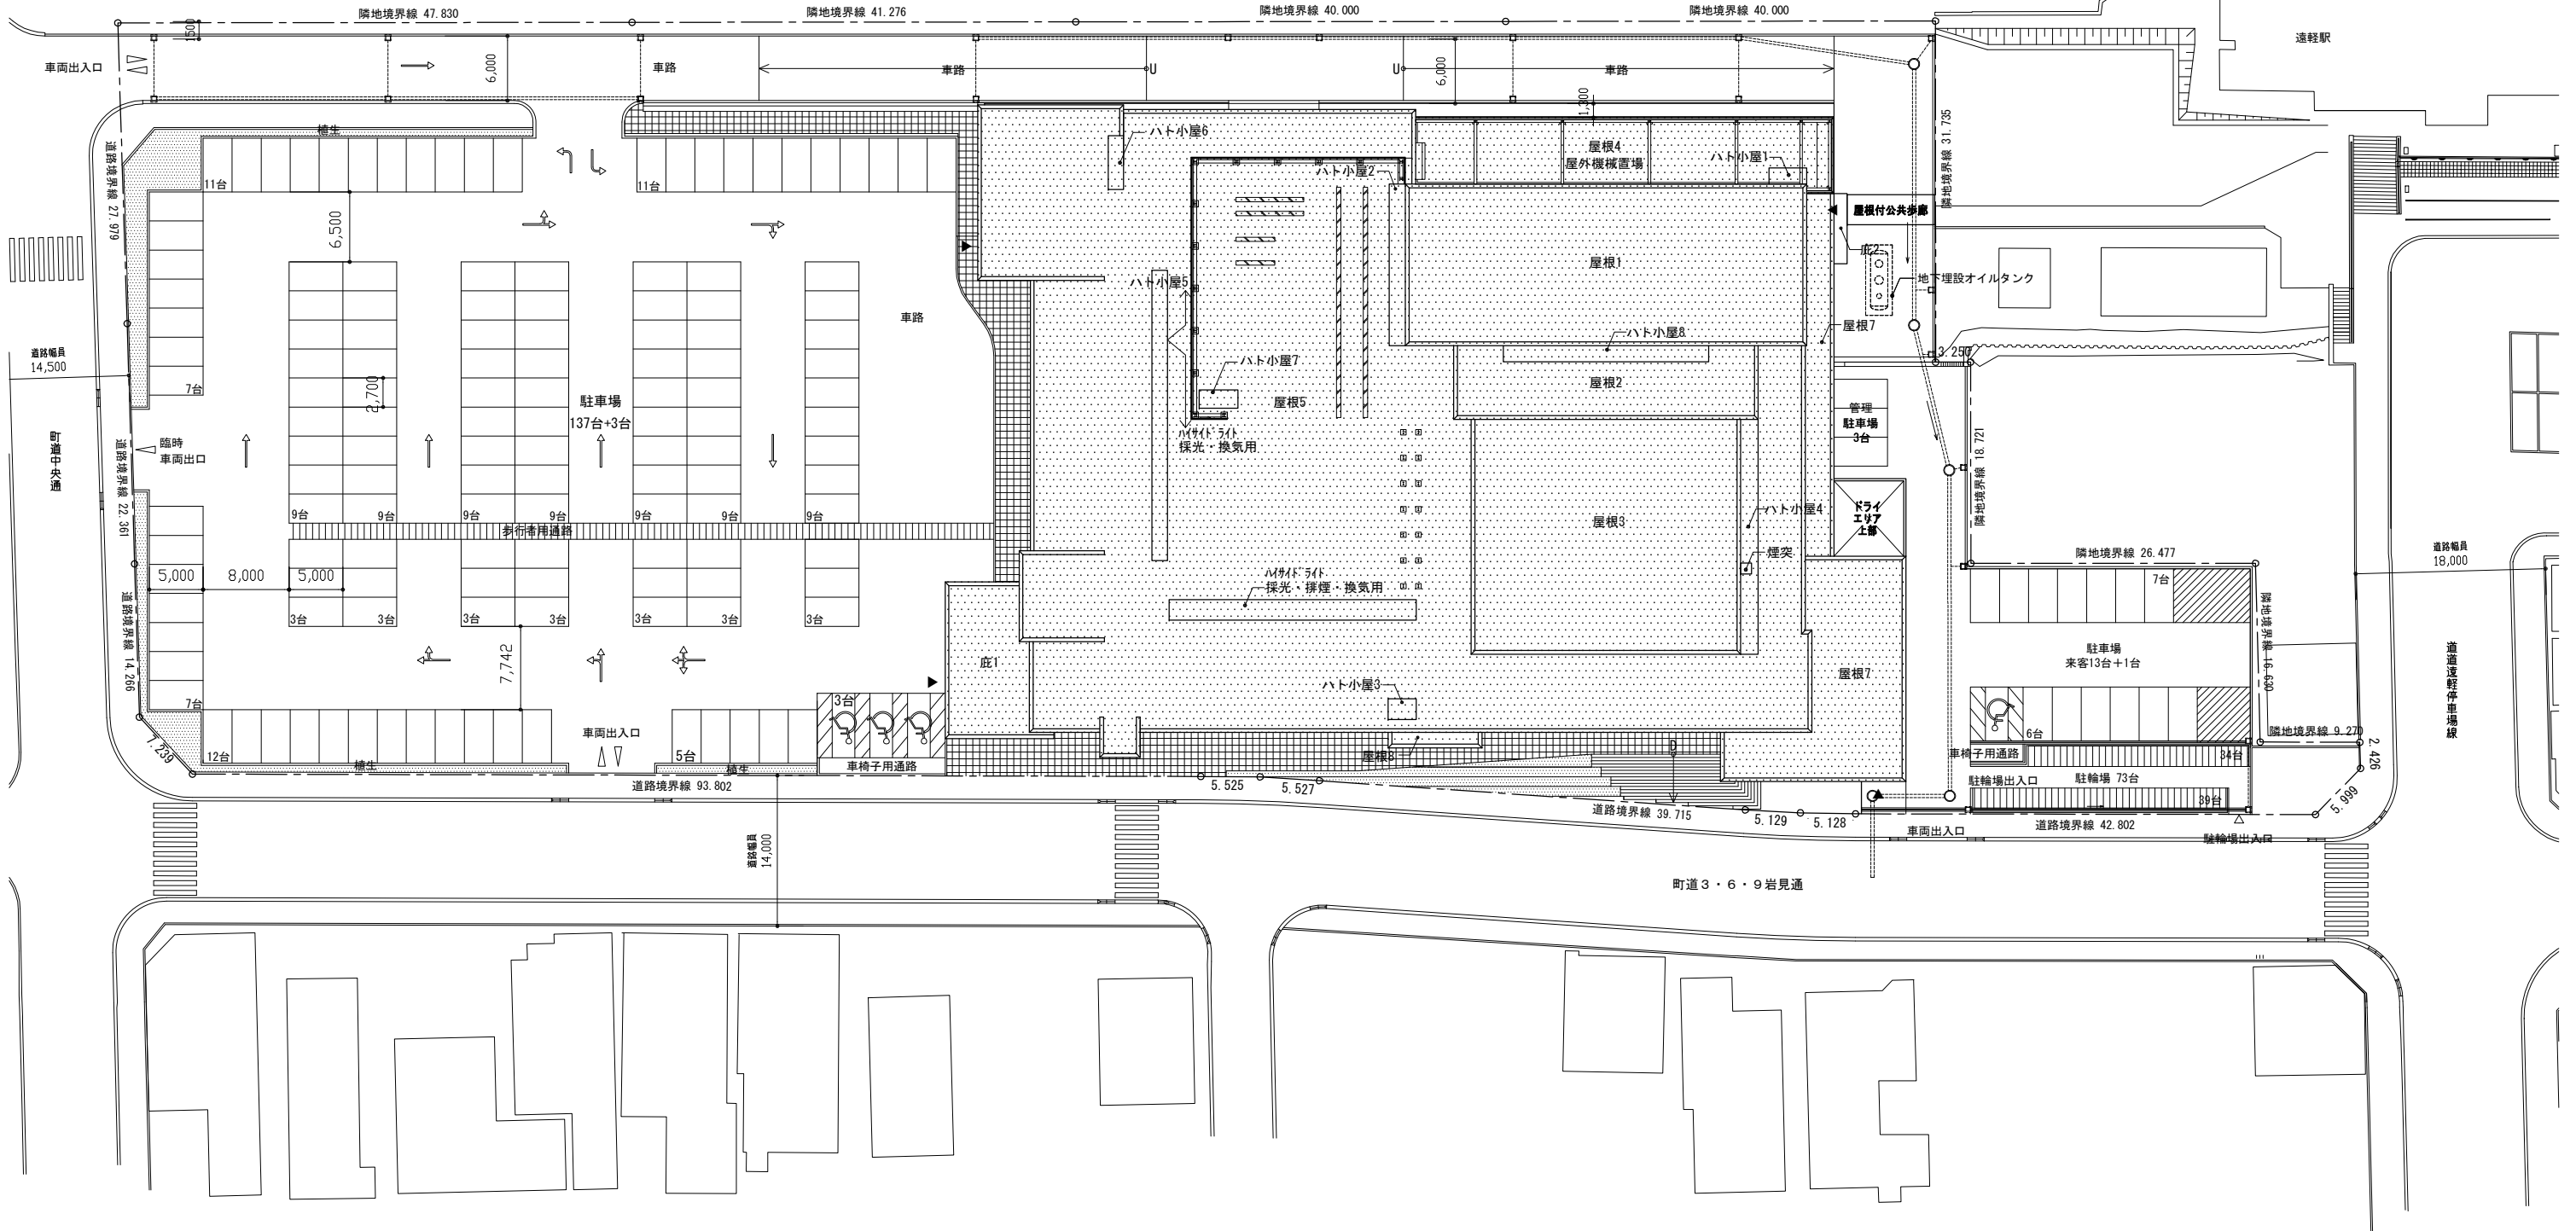 隣地境界線 47.830
隣地境界線 41.276
隣地境界線 40.000
隣地境界線 40.000
遠軽駅
1500
車両出入口
6,000
車路
車路
U
U
車路
6,000
1,300
植生
ハト小屋6
屋根4
屋外機械置場
ハト小屋1
ハト小屋2
隣地境界線 31.735
道路境界線 27.979
11台
11台
6,500
屋根付公共歩廊
庇2
屋根1
ハト小屋5
地下埋設オイルタンク
車路
屋根7
ハト小屋8
3.250
道路幅員
14,500
ハト小屋7
屋根2
7台
2,700
駐車場
137台+3台
屋根5
管理
駐車場
3台
町道中央通
臨時
車両出口
道路境界線 22.361
ﾊｲｻｲﾄﾞﾗｲﾄ
採光・換気用
隣地境界線 18.721
9台
9台
9台
9台
9台
9台
9台
歩行者用通路
屋根3
ハト小屋4
ドライ
エリア
上部
煙突
隣地境界線 26.477
道路幅員
18,000
5,000
8,000
5,000
ﾊｲｻｲﾄﾞﾗｲﾄ
採光・排煙・換気用
7台
道路境界線 14.266
3台
3台
3台
3台
3台
3台
3台
隣地境界線 16.630
7,742
庇1
屋根7
駐車場
来客13台+1台
道道遠軽停車場線
ハト小屋3
7台
3台
7.239
12台
車両出入口
5台
6台
隣地境界線 9.270
2.426
植生
植生
車椅子用通路
屋根8
D
車椅子用通路
34台
道路境界線 93.802
5.525
5.527
駐輪場出入口
駐輪場 73台
39台
5.999
道路境界線 39.715
5.129
5.128
車両出入口
道路境界線 42.802
駐輪場出入口
道路幅員
14,000
町道3・6・9岩見通